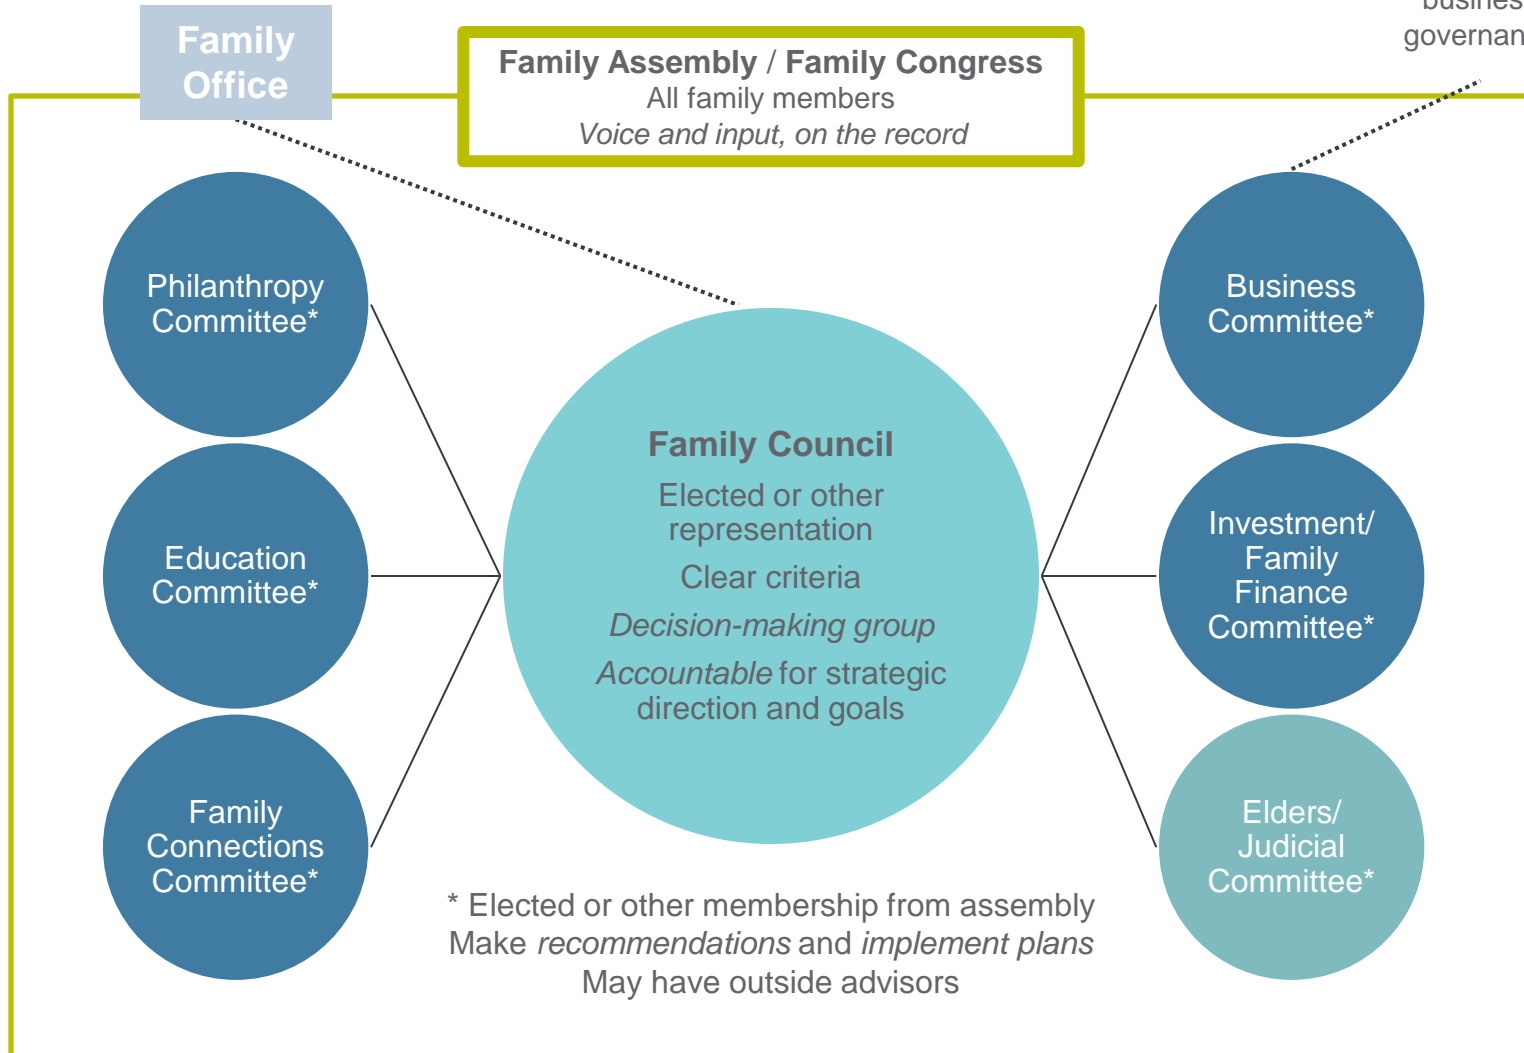 Family
Office
Family Assembly / Family Congress
All family members
Voice and input, on the record
Philanthropy
Committee*
Education
Committee*
Family
Connections
Committee*
Family Council
Elected or other
representation
Clear criteria
Decision-making group
Accountable for strategic
direction and goals
Business
Committee*
Investment/
Family
Finance
Committee*
Elders/
Judicial
Committee*
* Elected or other membership from assembly
Make recommendations and implement plans
May have outside advisors